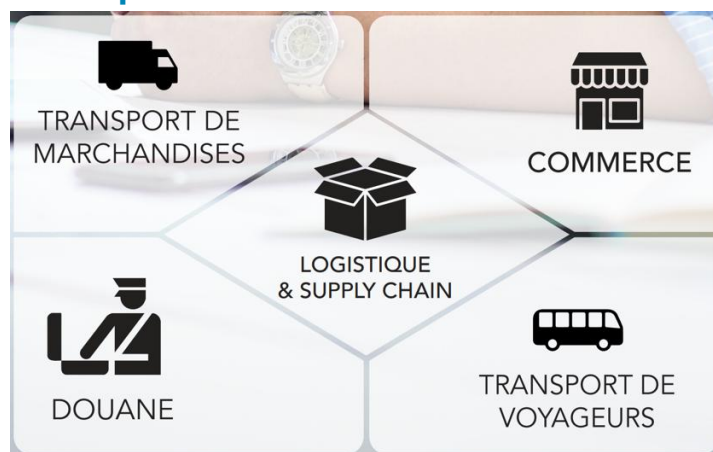 TRANSPORT DE
MARCHANDISES
COMMERCE
LOGISTIQUE
& SUPPLY CHAIN
DOUANE
TRANSPORT DE
VOYAGEURS